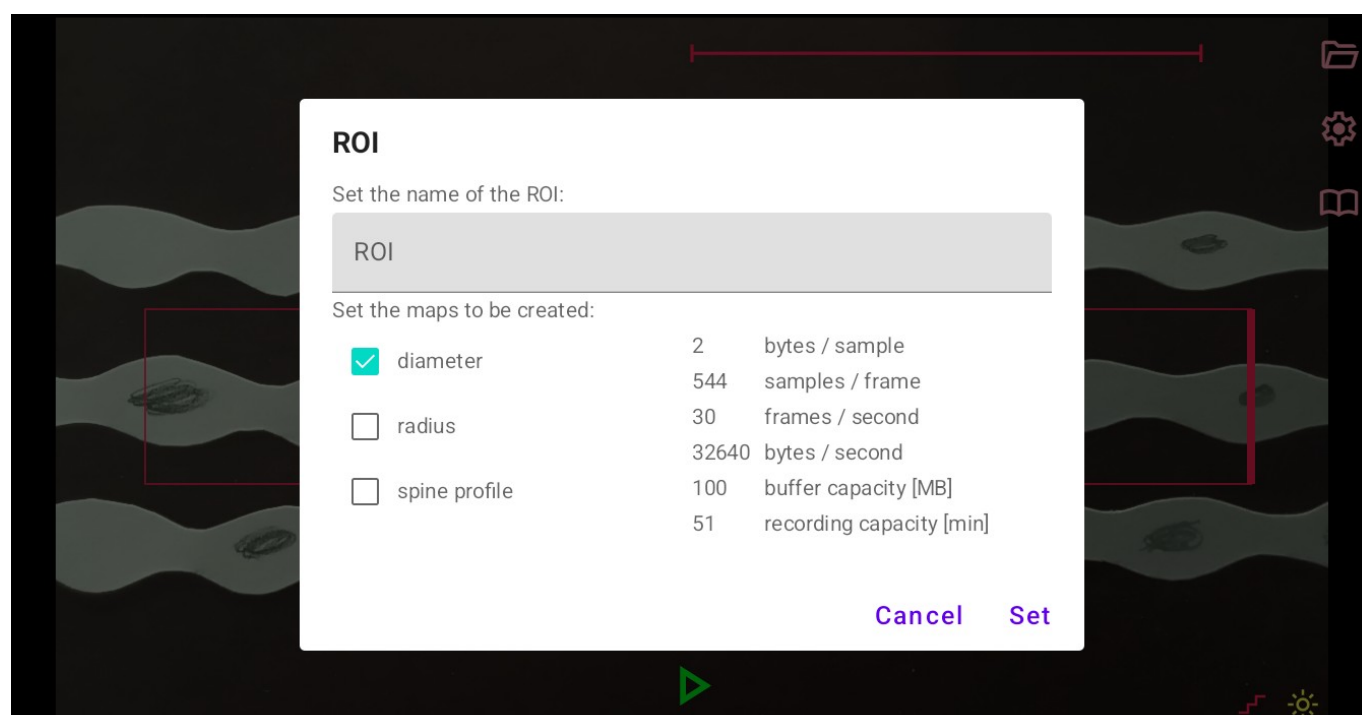 ROI
Set the name of the ROI:
ROI
Set the maps to be created:
diameter
radius
spine profile
2 bytes / sample
544 samples / frame
30 frames / second
32640 bytes / second
100 buffer capacity [MB]
51 recording capacity [min]
Cancel Set